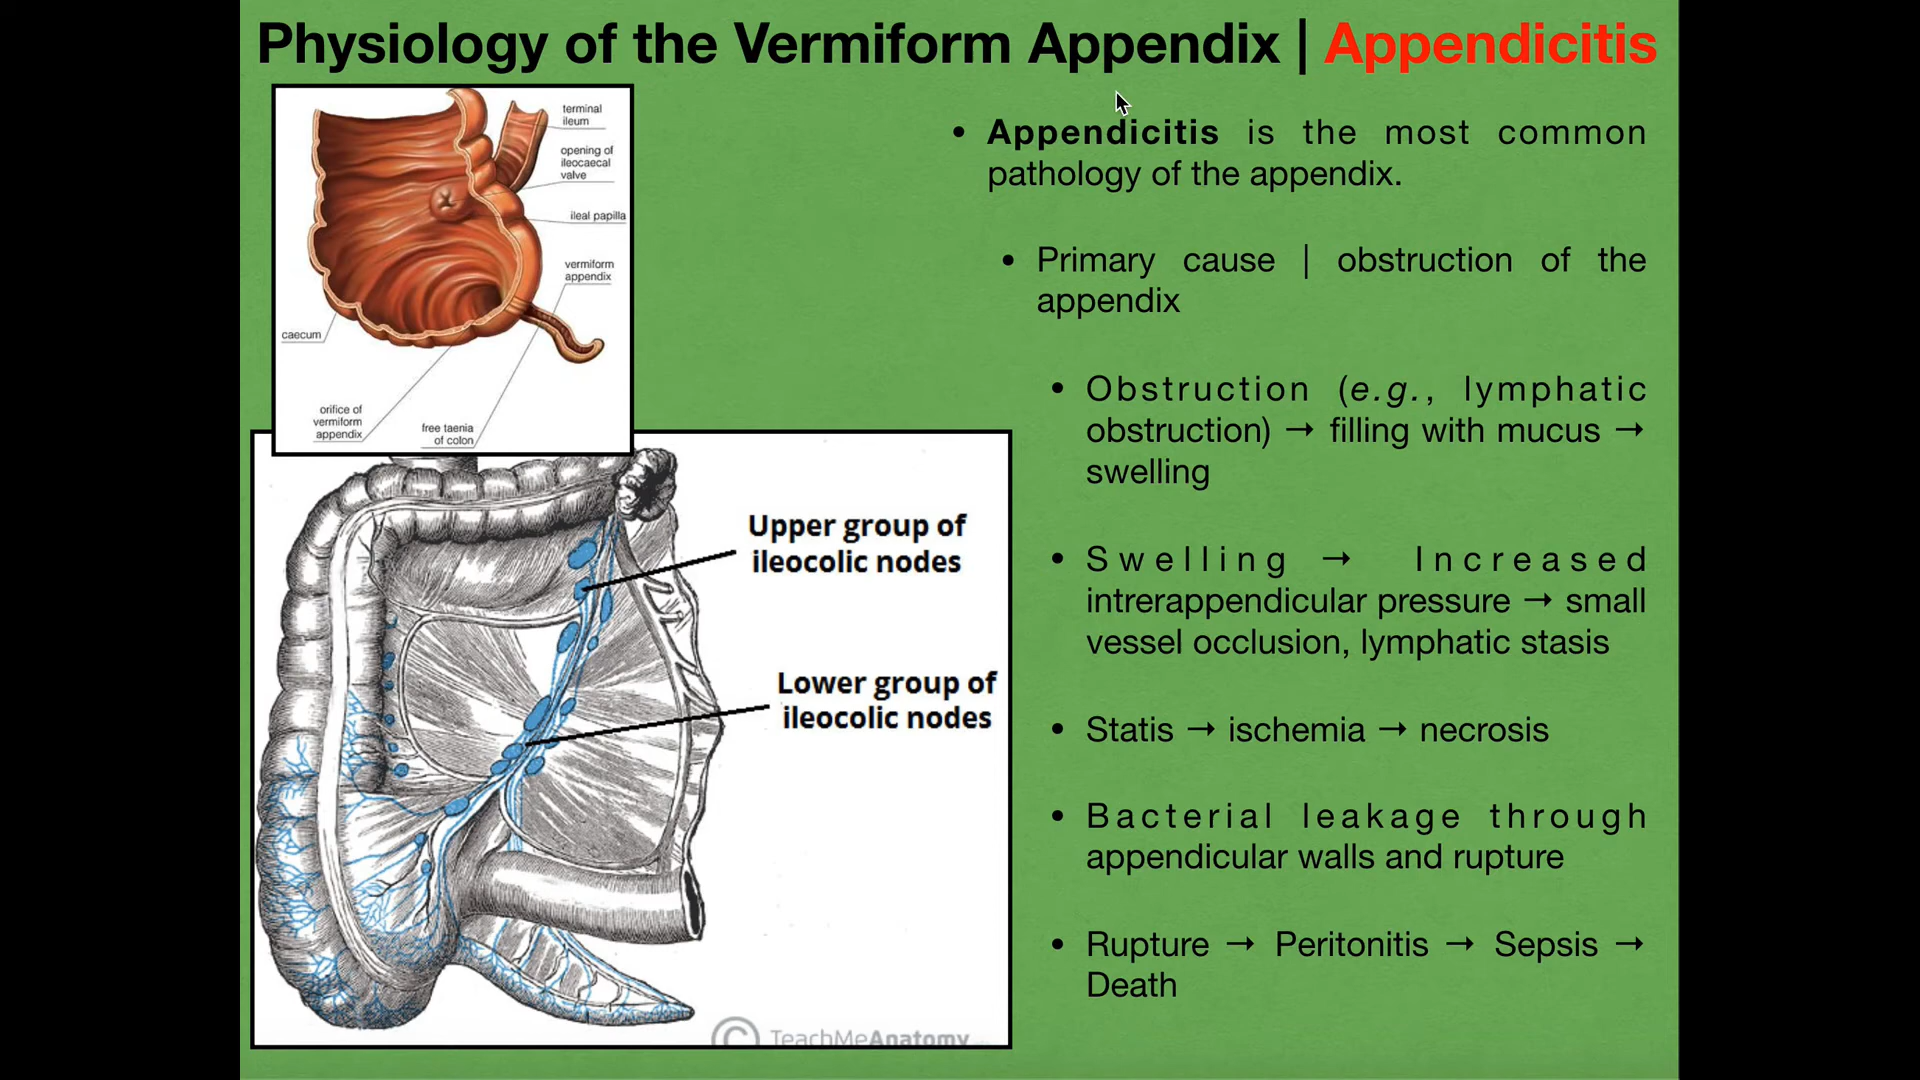 Physiology of the Vermiform Appendix | Appendicitis
terminal
ileum
opening of
ileocaecal
valve
ileal papilla
vermiform
appendix
caecum
orifice of
vermiform
appendix
free taenia
of colon
Upper group of
ileocolic nodes
Lower group of
ileocolic nodes
© TeachMeAnatomy
• Appendicitis is the most common
pathology of the appendix.
• Primary cause | obstruction of the
appendix
• Obstruction (e.g., lymphatic
obstruction) → filling with mucus →
swelling
• Swelling → Increased
intrerappendicular pressure → small
vessel occlusion, lymphatic stasis
• Statis → ischemia → necrosis
• Bacterial leakage through
appendicular walls and rupture
• Rupture → Peritonitis → Sepsis →
Death